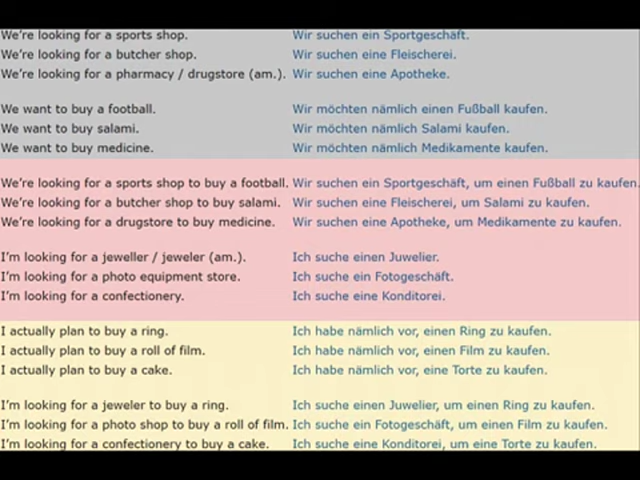 We're looking for a sports shop. Wir suchen ein Sportgeschäft.
We're looking for a butcher shop. Wir suchen eine Fleischerei.
We're looking for a pharmacy / drugstore (am.). Wir suchen eine Apotheke.
We want to buy a football. Wir möchten nämlich einen Fußball kaufen.
We want to buy salami. Wir möchten nämlich Salami kaufen.
We want to buy medicine. Wir möchten nämlich Medikamente kaufen.
We're looking for a sports shop to buy a football. Wir suchen ein Sportgeschäft, um einen Fußball zu kaufen.
We're looking for a butcher shop to buy salami. Wir suchen eine Fleischerei, um Salami zu kaufen.
We're looking for a drugstore to buy medicine. Wir suchen eine Apotheke, um Medikamente zu kaufen.
I'm looking for a jeweller / jeweler (am.). Ich suche einen Juwelier.
I'm looking for a photo equipment store. Ich suche ein Fotogeschäft.
I'm looking for a confectionery. Ich suche eine Konditorei.
I actually plan to buy a ring. Ich habe nämlich vor, einen Ring zu kaufen.
I actually plan to buy a roll of film. Ich habe nämlich vor, einen Film zu kaufen.
I actually plan to buy a cake. Ich habe nämlich vor, eine Torte zu kaufen.
I'm looking for a jeweler to buy a ring. Ich suche einen Juwelier, um einen Ring zu kaufen.
I'm looking for a photo shop to buy a roll of film. Ich suche ein Fotogeschäft, um einen Film zu kaufen.
I'm looking for a confectionery to buy a cake. Ich suche eine Konditorei, um eine Torte zu kaufen.